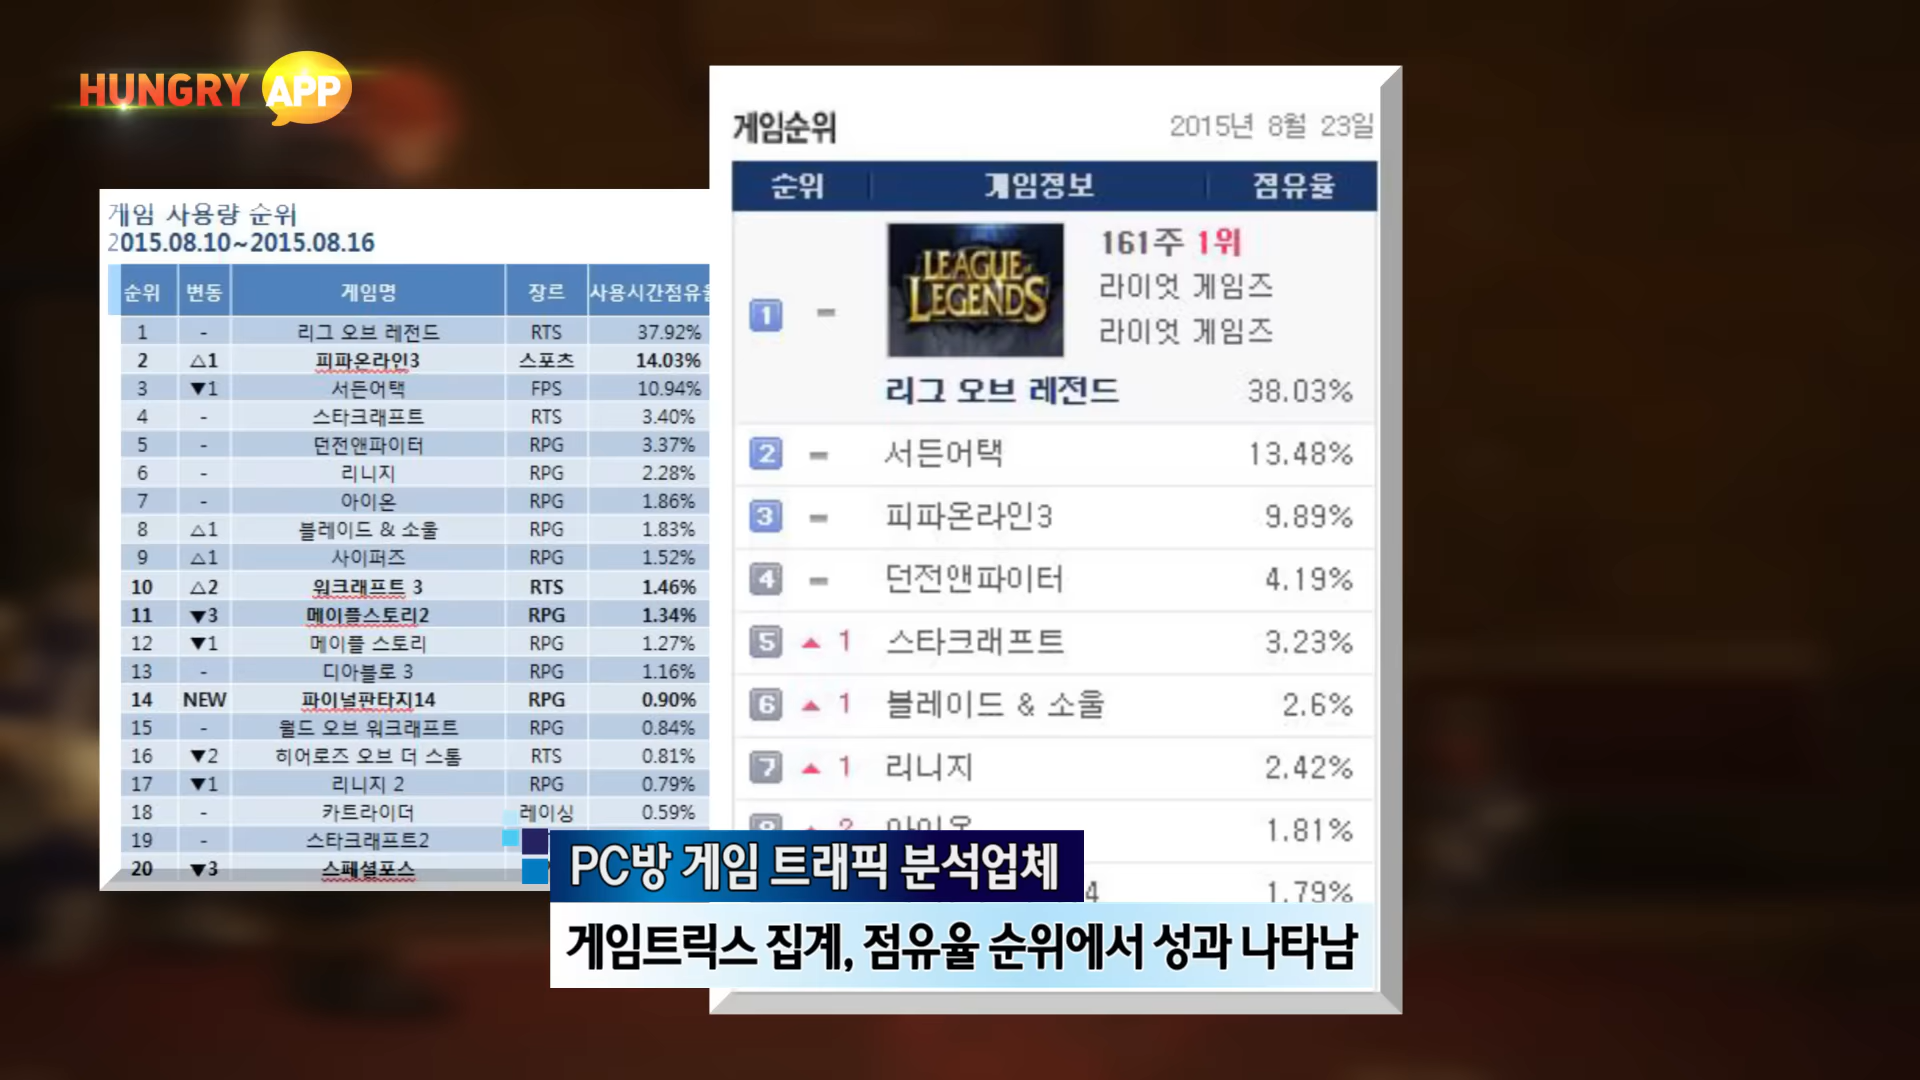 HUNGRY APP
게임 사용량 순위
2015.08.10~2015.08.16
순위 변동 게임명 장르 사용시간점유율
1 - 리그 오브 레전드 RTS 37.92%
2 △1 피파온라인3 스포츠 14.03%
3 ▼1 서든어택 FPS 10.94%
4 - 스타크래프트 RTS 3.40%
5 - 던전앤파이터 RPG 3.37%
6 - 리니지 RPG 2.28%
7 - 아이온 RPG 1.86%
8 △1 블레이드 & 소울 RPG 1.83%
9 △1 사이퍼즈 RPG 1.52%
10 △2 워크래프트 3 RTS 1.46%
11 ▼3 메이플스토리2 RPG 1.34%
12 ▼1 메이플 스토리 RPG 1.27%
13 - 디아블로 3 RPG 1.16%
14 NEW 파이널판타지14 RPG 0.90%
15 - 월드 오브 워크래프트 RPG 0.84%
16 ▼2 히어로즈 오브 더 스톰 RTS 0.81%
17 ▼1 리니지 2 RPG 0.79%
18 - 카트라이더 레이싱 0.59%
19 - 스타크래프트2
20 ▼3 스페셜포스
게임순위 2015년 8월 23일
순위 게임정보 점유율
LEAGUE OF LEGENDS
161주 1위
라이엇 게임즈
라이엇 게임즈
1 - 리그 오브 레전드 38.03%
2 - 서든어택 13.48%
3 - 피파온라인3 9.89%
4 - 던전앤파이터 4.19%
5 ▲ 1 스타크래프트 3.23%
6 ▲ 1 블레이드 & 소울 2.6%
7 ▲ 1 리니지 2.42%
8 ▲ 2 아이온 1.81%
4 1.79%
PC방 게임 트래픽 분석업체
게임트릭스 집계, 점유율 순위에서 성과 나타남